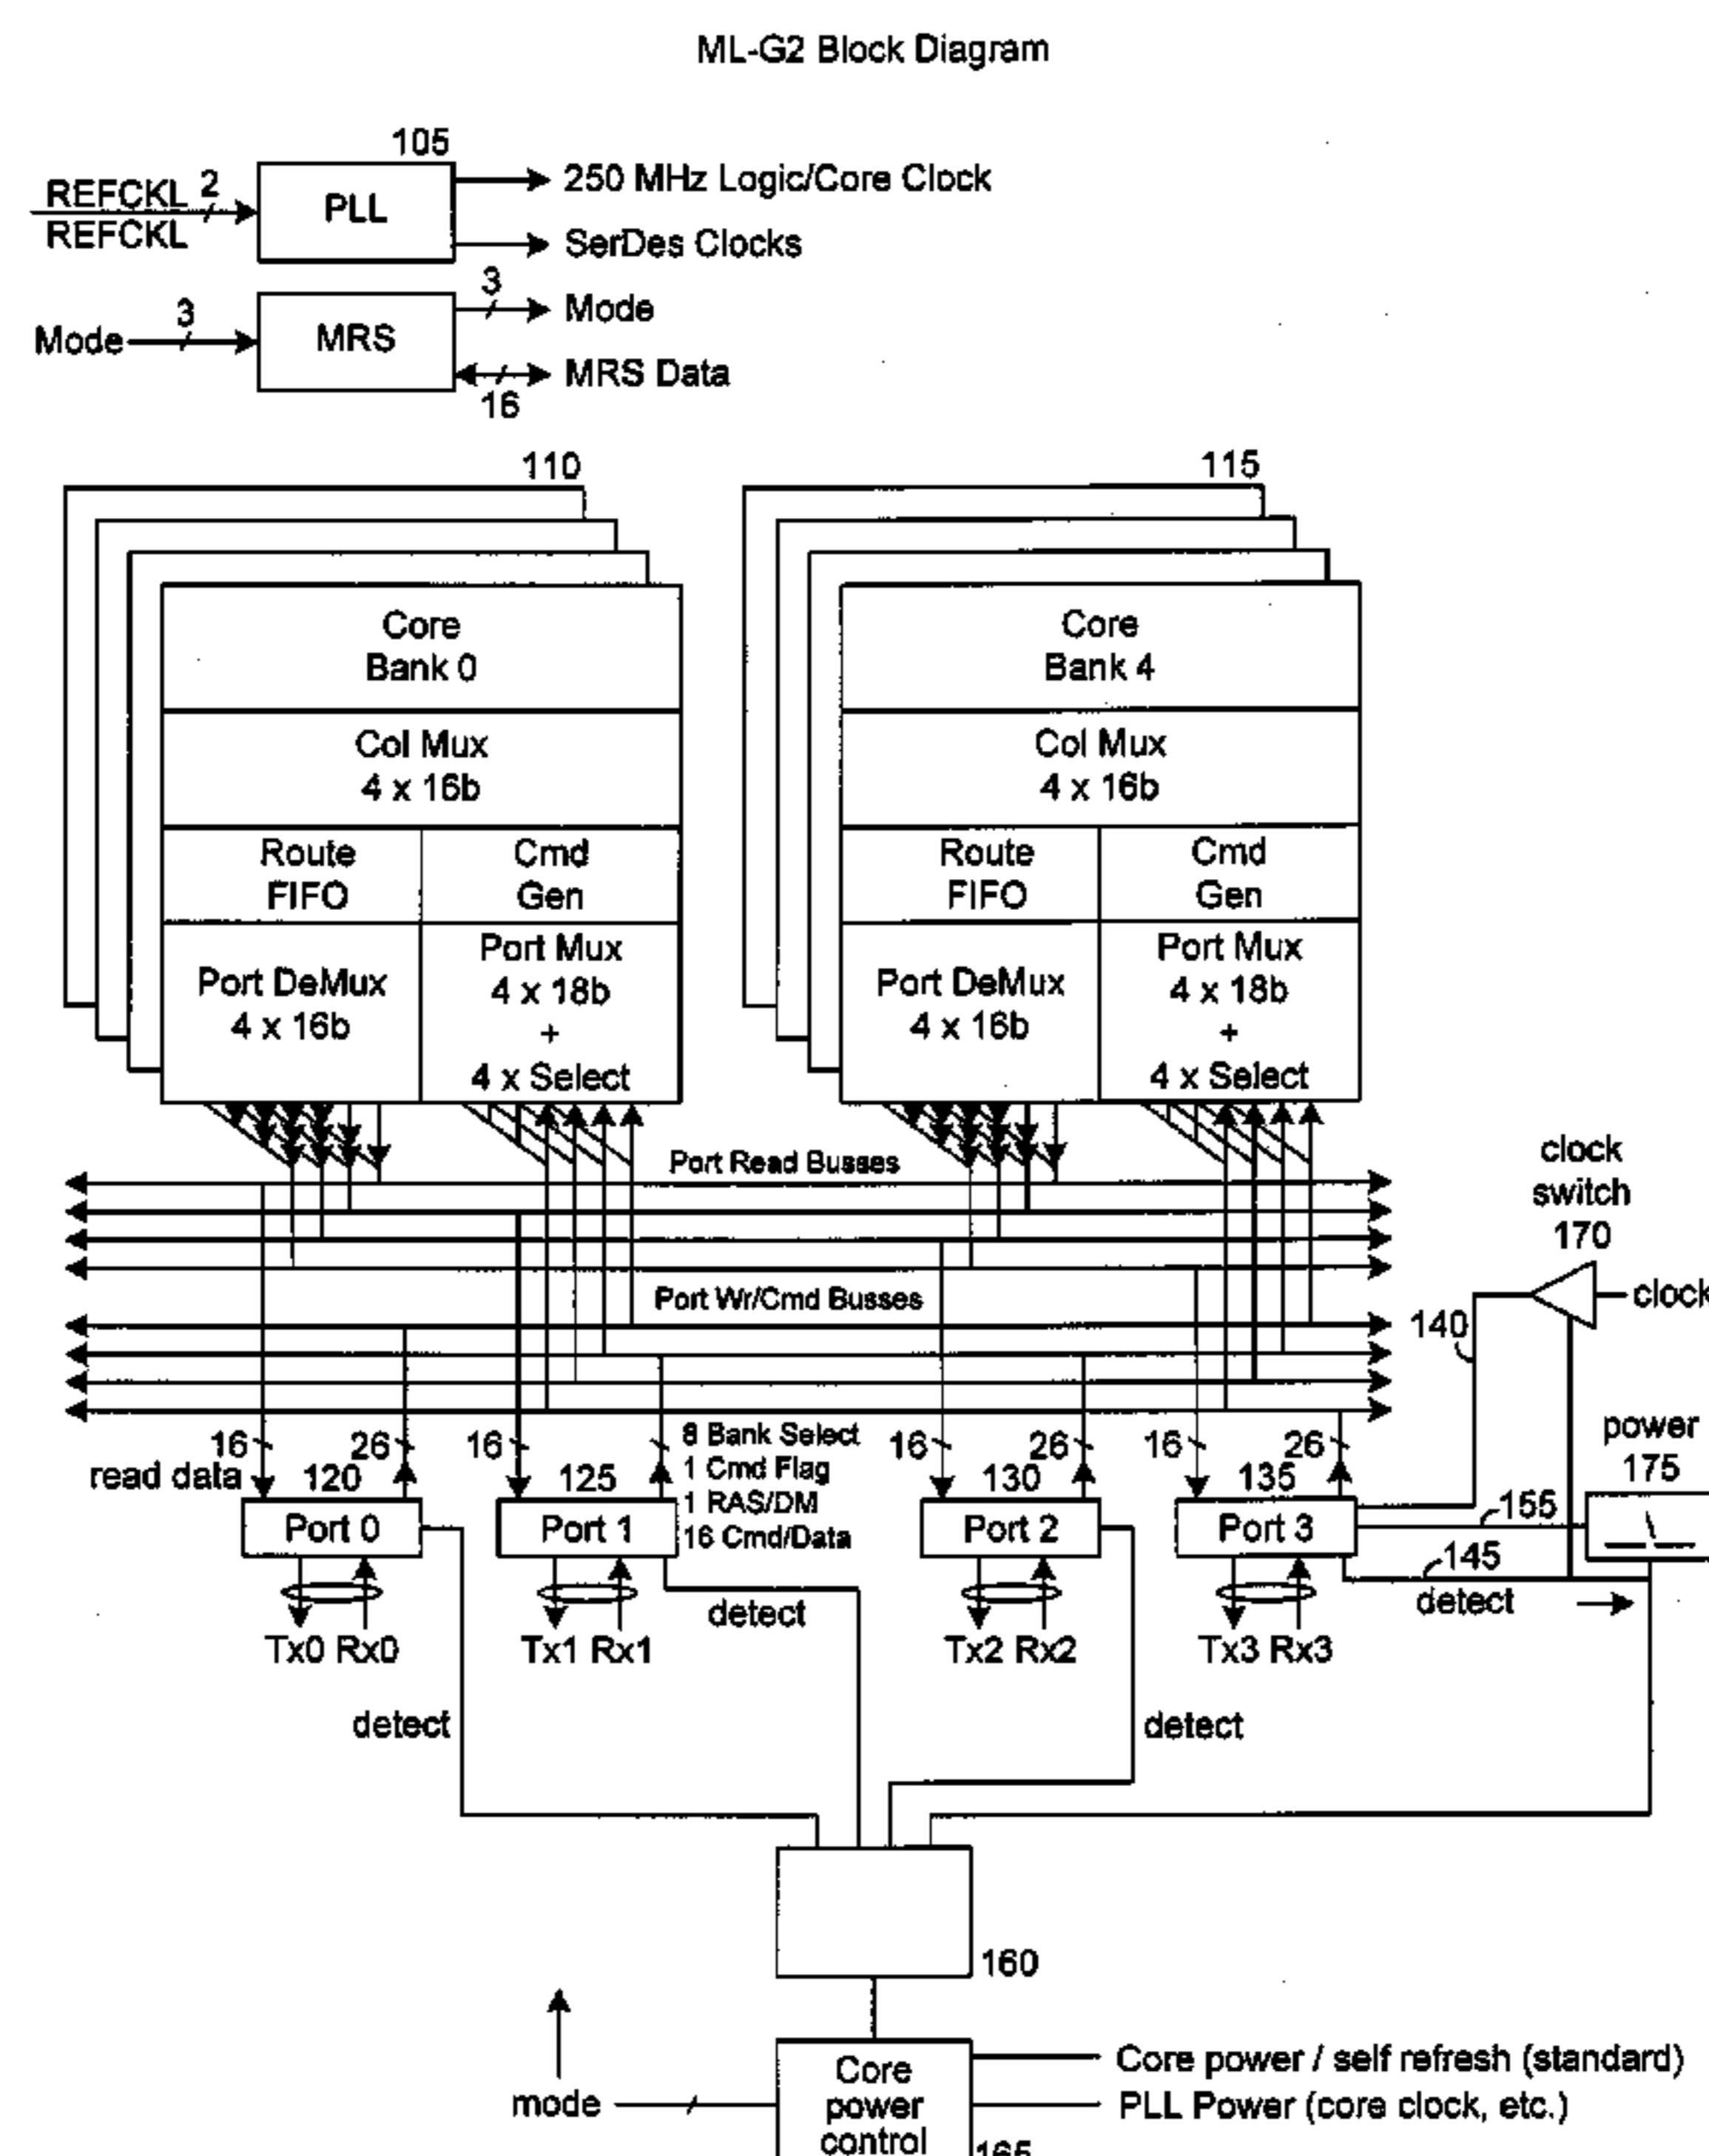 ML-G2 Block Diagram
105
REFCKL 2
REFCKL
PLL
250 MHz Logic/Core Clock
SerDes Clocks
Mode 3
MRS
3 Mode
MRS Data
16
110
115
Core
Bank 0
Col Mux
4 x 16b
Route
FIFO
Cmd
Gen
Port DeMux
4 x 16b
Port Mux
4 x 18b
+
4 x Select
Core
Bank 4
Col Mux
4 x 16b
Route
FIFO
Cmd
Gen
Port DeMux
4 x 16b
Port Mux
4 x 18b
+
4 x Select
Port Read Busses
clock
switch
170
clock
140
Port Wr/Cmd Busses
16
26
read data
120
Port 0
Tx0 Rx0
detect
16
125
Port 1
8 Bank Select
1 Cmd Flag
1 RAS/DM
16 Cmd/Data
Tx1 Rx1
detect
16
26
130
Port 2
Tx2 Rx2
detect
16
26
135
Port 3
Tx3 Rx3
power
175
155
145
detect
160
mode
Core
power
control
165
Core power / self refresh (standard)
PLL Power (core clock, etc.)